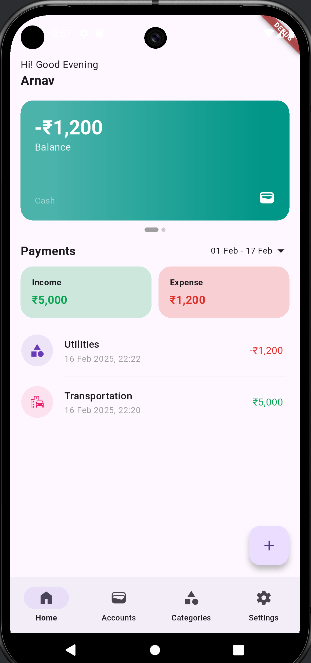 DEBUG
Hi! Good Evening
Arnav
-₹1,200
Balance
Cash
Payments
01 Feb - 17 Feb
Income
₹5,000
Expense
₹1,200
Utilities
16 Feb 2025, 22:22
-₹1,200
Transportation
16 Feb 2025, 22:20
₹5,000
+
Home
Accounts
Categories
Settings